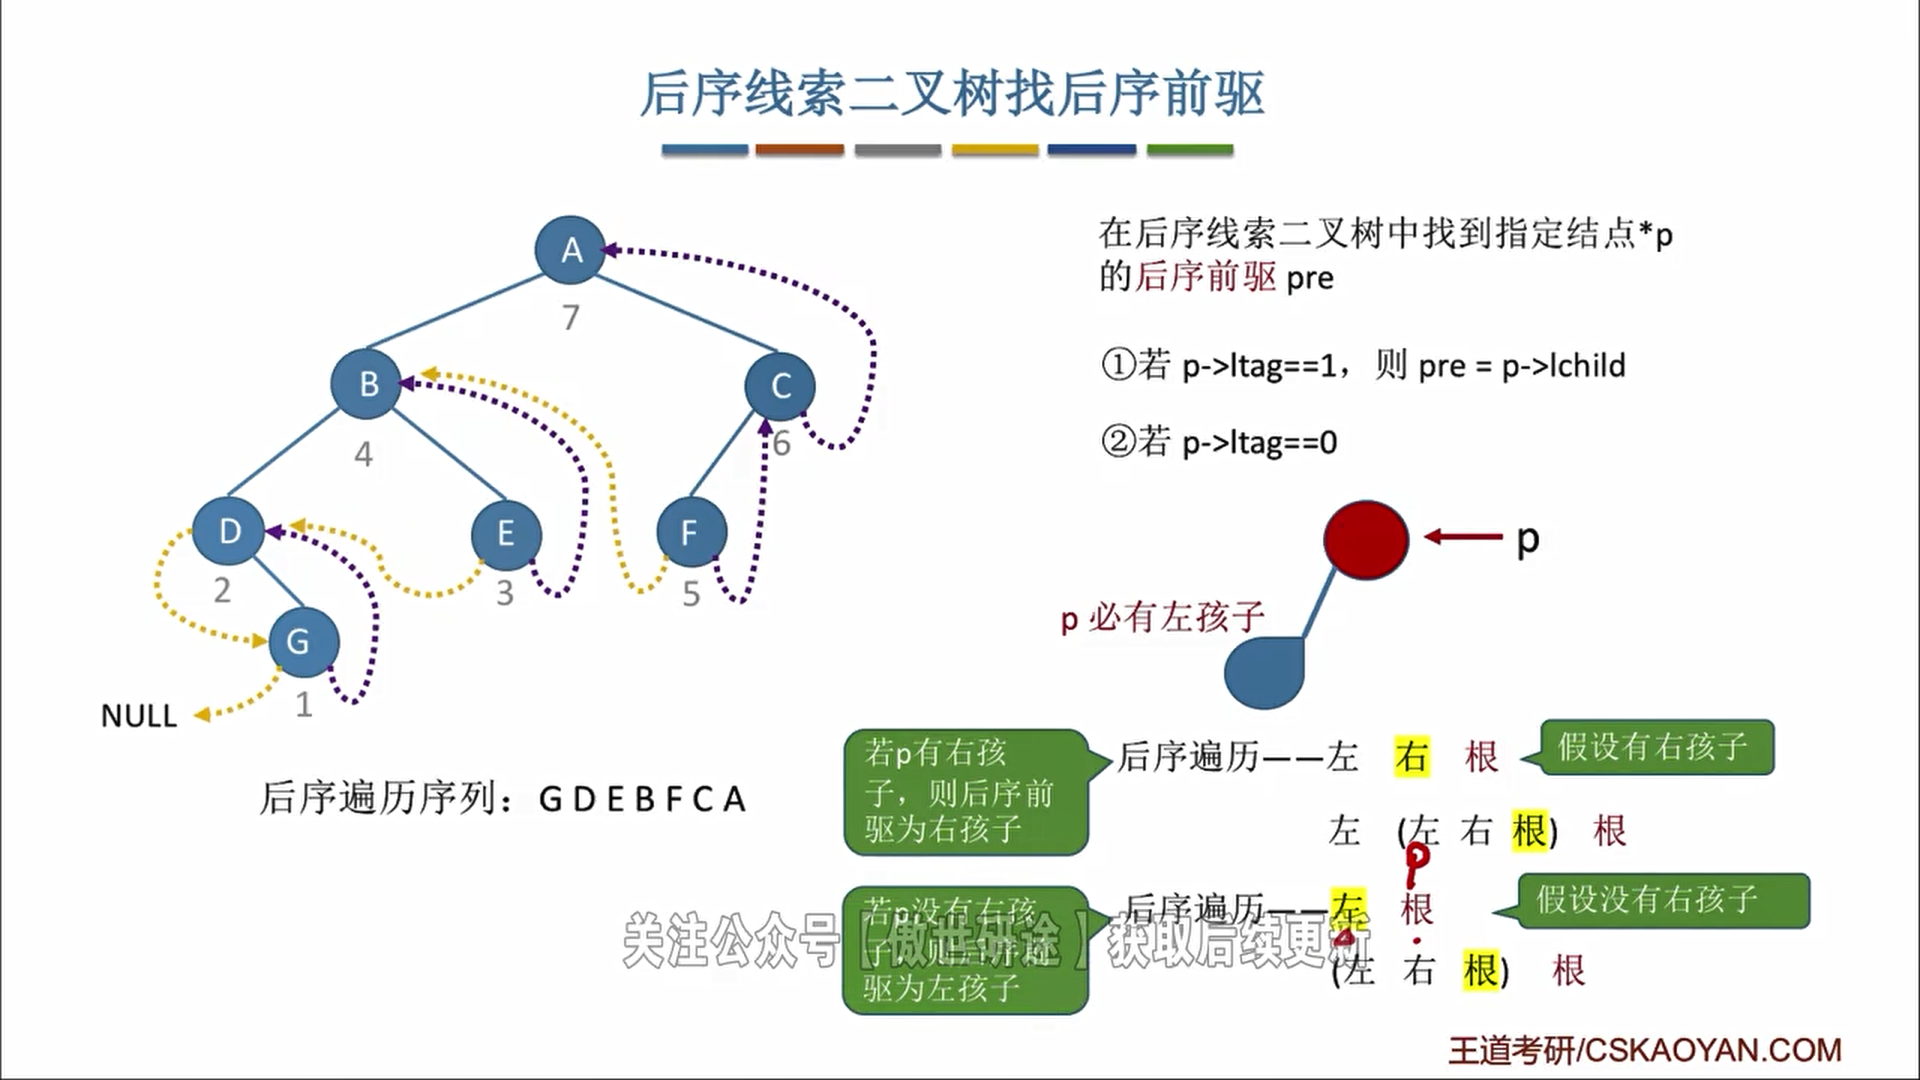 后序线索二叉树找后序前驱
A
7
B
C
4
6
D
E
F
2
3
5
G
1
NULL
后序遍历序列：G D E B F C A
在后序线索二叉树中找到指定结点*p
的后序前驱 pre
①若 p->ltag==1，则 pre = p->lchild
②若 p->ltag==0
p
p 必有左孩子
若p有右孩
子，则后序前
驱为右孩子
后序遍历——左 右 根
假设有右孩子
左 (左 右 根) 根
p
若p没有右孩
子，则后序前
驱为左孩子
后序遍历——左 根
假设没有右孩子
(左 右 根) 根
关注公众号【傲世研途】获取后续更新
王道考研/CSKAOYAN.COM